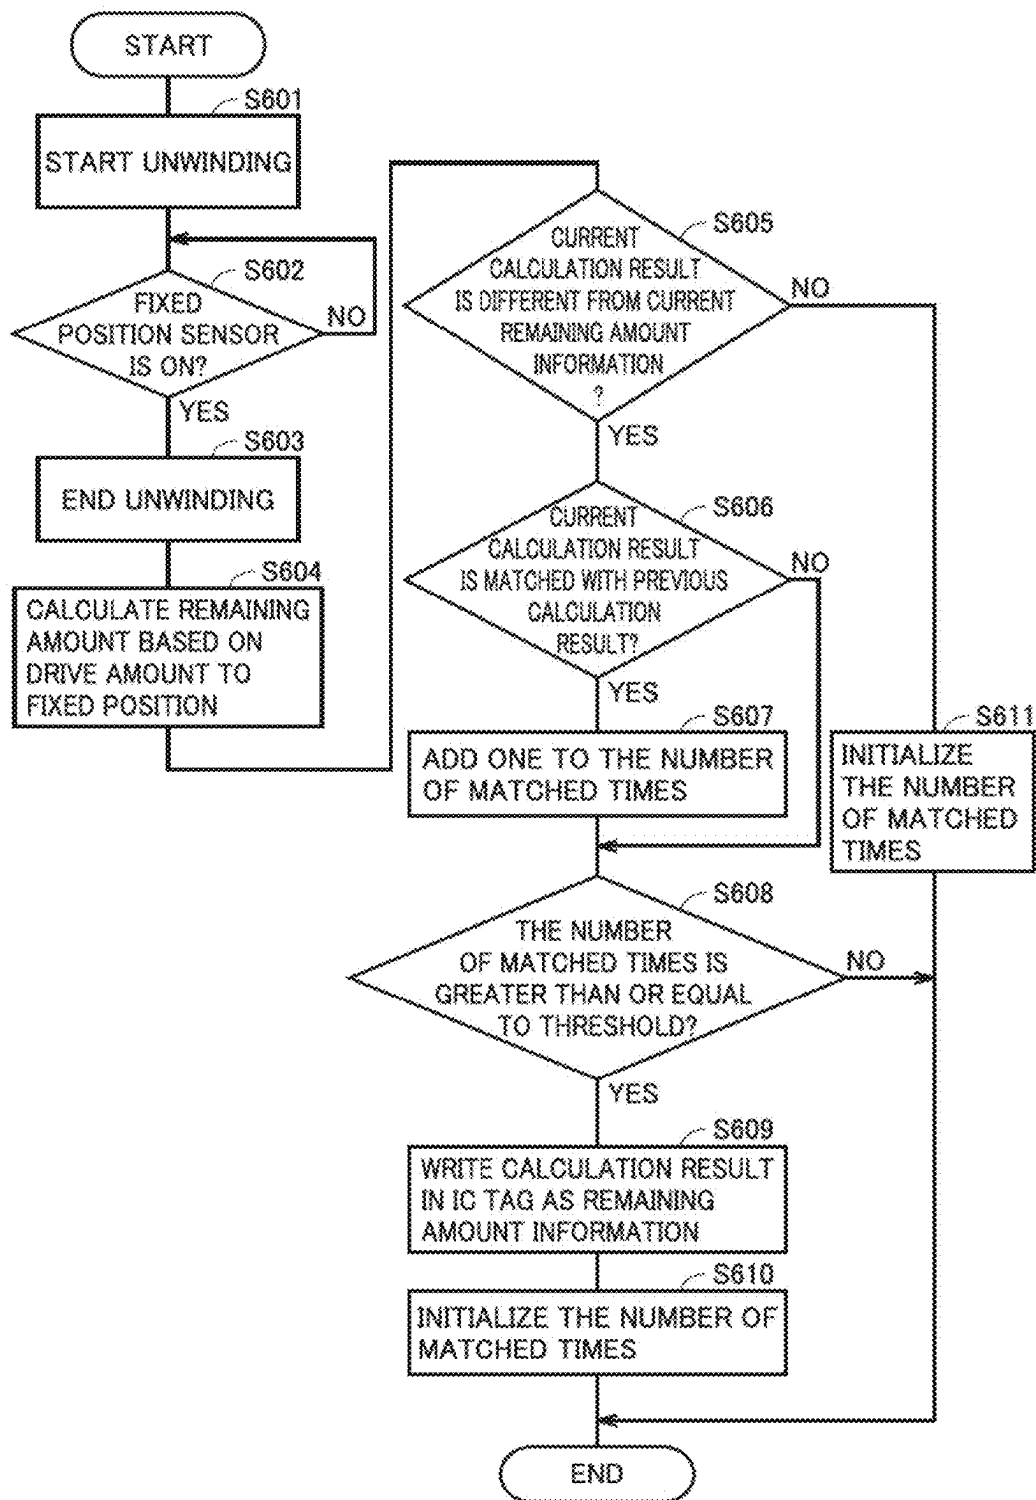 START
S601
START UNWINDING
S602
FIXED
POSITION SENSOR
IS ON?
NO
YES
S603
END UNWINDING
S604
CALCULATE REMAINING
AMOUNT BASED ON
DRIVE AMOUNT TO
FIXED POSITION
S605
CURRENT
CALCULATION RESULT
IS DIFFERENT FROM CURRENT
REMAINING AMOUNT
INFORMATION
?
NO
YES
S606
CURRENT
CALCULATION RESULT
IS MATCHED WITH PREVIOUS
CALCULATION
RESULT?
NO
YES
S607
ADD ONE TO THE NUMBER
OF MATCHED TIMES
S611
INITIALIZE
THE NUMBER
OF MATCHED
TIMES
S608
THE NUMBER
OF MATCHED TIMES IS
GREATER THAN OR EQUAL
TO THRESHOLD?
NO
YES
S609
WRITE CALCULATION RESULT
IN IC TAG AS REMAINING
AMOUNT INFORMATION
S610
INITIALIZE THE NUMBER OF
MATCHED TIMES
END